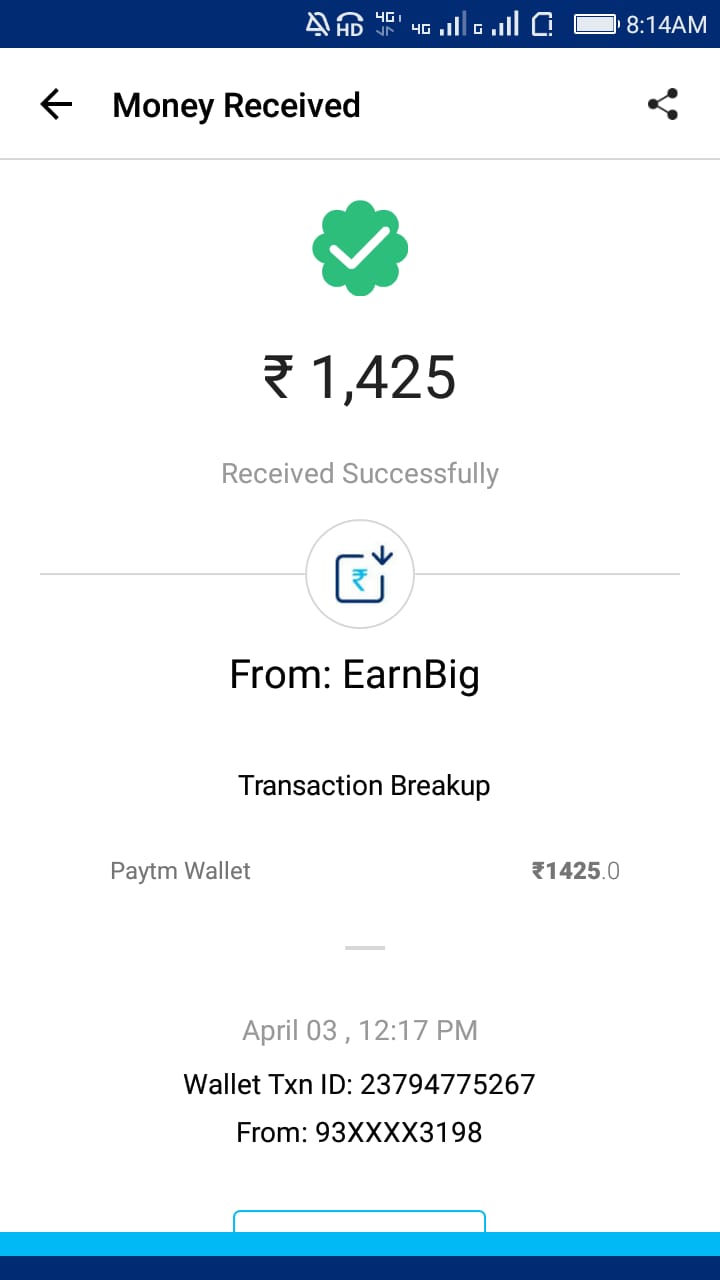 HD 4G 4G G 8:14AM
Money Received
₹ 1,425
Received Successfully
₹
From: EarnBig
Transaction Breakup
Paytm Wallet ₹1425.0
April 03 , 12:17 PM
Wallet Txn ID: 23794775267
From: 93XXXX3198